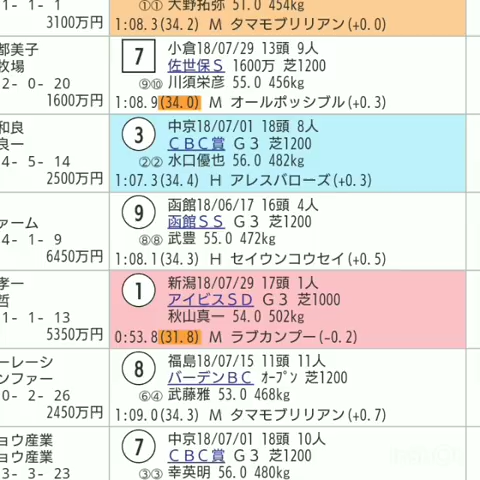 1- 1- 1
3100万円
①① 大野拓弥 51.0 454kg
1:08.3(34.2) M タマモブリリアン(+0.0)
都美子
牧場
2- 0- 20
1600万円
7
小倉18/07/29 13頭 9人
佐世保S 1600万 芝1200
⑨⑩ 川須栄彦 55.0 456kg
1:08.9(34.0) M オールポッシブル(+0.3)
和良
良一
4- 5- 14
2500万円
3
中京18/07/01 18頭 8人
CBC賞 G3 芝1200
②② 水口優也 56.0 482kg
1:07.3(34.4) H アレスバローズ(+0.3)
ァーム
4- 1- 9
6450万円
9
函館18/06/17 16頭 4人
函館SS G3 芝1200
⑧⑧ 武豊 55.0 472kg
1:08.1(34.3) H セイウンコウセイ(+0.5)
孝一
哲
1- 1- 13
5350万円
1
新潟18/07/29 17頭 1人
アイビスSD G3 芝1000
秋山真一 54.0 502kg
0:53.8(31.8) M ラブカンプー(-0.2)
ーレーシ
ンファー
0- 2- 26
2450万円
8
福島18/07/15 11頭 11人
バーデンBC オープン 芝1200
⑥④ 武藤雅 53.0 468kg
1:09.0(34.3) M タマモブリリアン(+0.7)
ョウ産業
ョウ産業
3- 3- 23
7
中京18/07/01 18頭 10人
CBC賞 G3 芝1200
③③ 幸英明 56.0 480kg